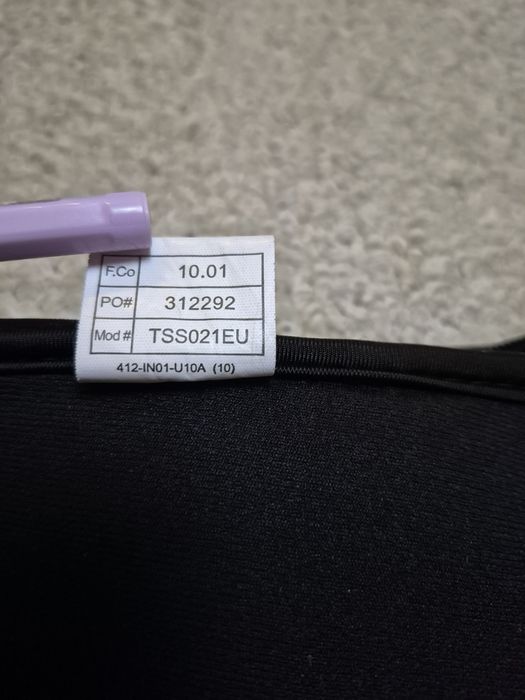 F.Co 10.01
PO# 312292
Mod # TSS021EU
412-IN01-U10A (10)